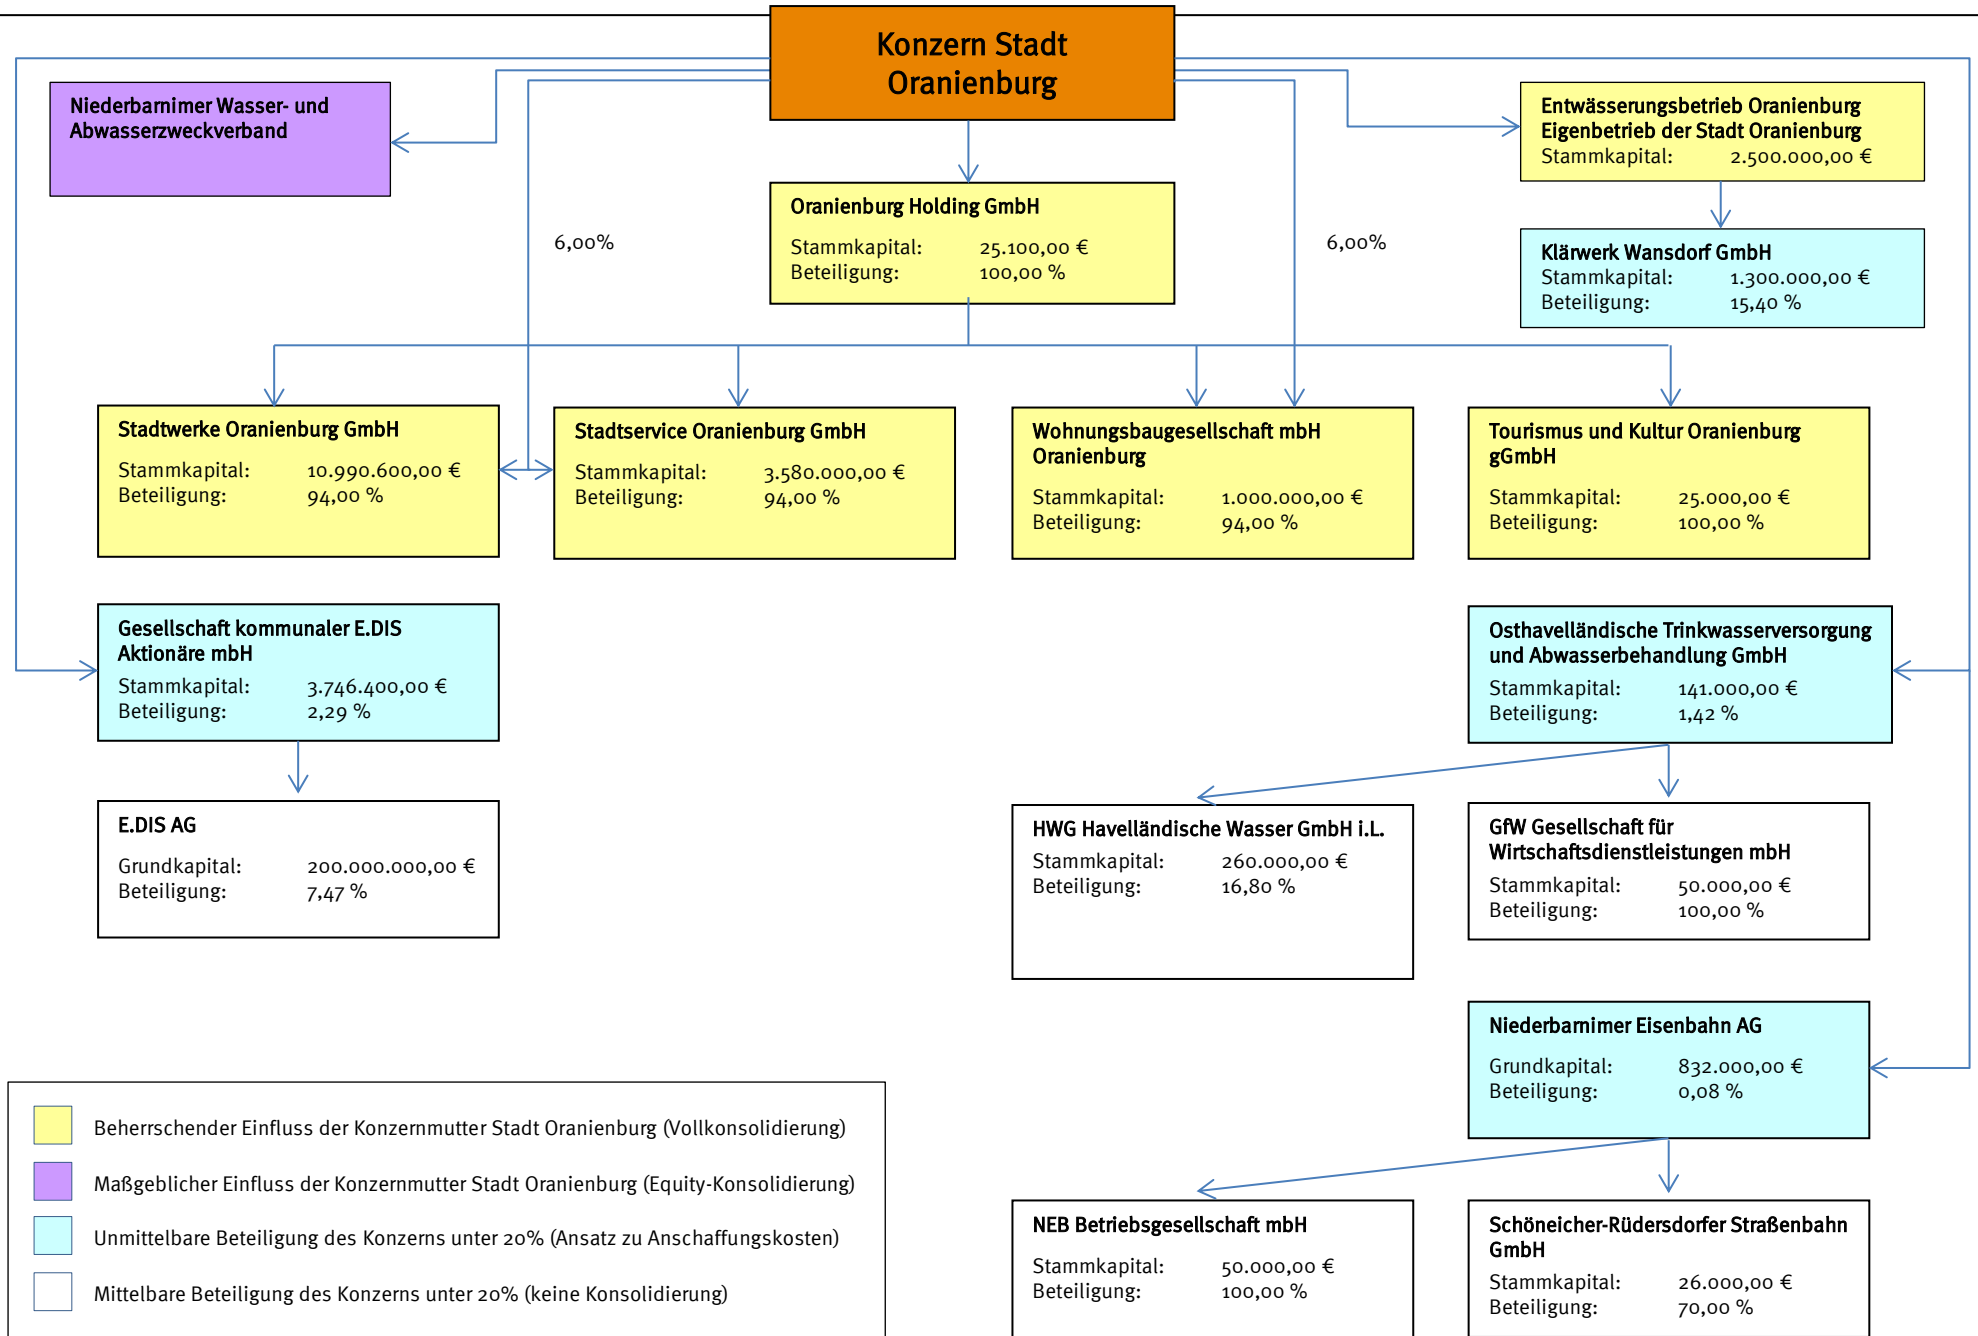 Konzern Stadt
Oranienburg
Niederbarnimer Wasser- und
Abwasserzweckverband
Entwässerungsbetrieb Oranienburg
Eigenbetrieb der Stadt Oranienburg
Stammkapital: 2.500.000,00 €
Oranienburg Holding GmbH
Stammkapital: 25.100,00 €
Beteiligung: 100,00 %
6,00%
6,00%
Klärwerk Wansdorf GmbH
Stammkapital: 1.300.000,00 €
Beteiligung: 15,40 %
Stadtwerke Oranienburg GmbH
Stammkapital: 10.990.600,00 €
Beteiligung: 94,00 %
Stadtservice Oranienburg GmbH
Stammkapital: 3.580.000,00 €
Beteiligung: 94,00 %
Wohnungsbaugesellschaft mbH
Oranienburg
Stammkapital: 1.000.000,00 €
Beteiligung: 94,00 %
Tourismus und Kultur Oranienburg
gGmbH
Stammkapital: 25.000,00 €
Beteiligung: 100,00 %
Gesellschaft kommunaler E.DIS
Aktionäre mbH
Stammkapital: 3.746.400,00 €
Beteiligung: 2,29 %
Osthavelländische Trinkwasserversorgung
und Abwasserbehandlung GmbH
Stammkapital: 141.000,00 €
Beteiligung: 1,42 %
E.DIS AG
Grundkapital: 200.000.000,00 €
Beteiligung: 7,47 %
HWG Havelländische Wasser GmbH i.L.
Stammkapital: 260.000,00 €
Beteiligung: 16,80 %
GfW Gesellschaft für
Wirtschaftsdienstleistungen mbH
Stammkapital: 50.000,00 €
Beteiligung: 100,00 %
Niederbarnimer Eisenbahn AG
Grundkapital: 832.000,00 €
Beteiligung: 0,08 %
Beherrschender Einfluss der Konzernmutter Stadt Oranienburg (Vollkonsolidierung)
Maßgeblicher Einfluss der Konzernmutter Stadt Oranienburg (Equity-Konsolidierung)
Unmittelbare Beteiligung des Konzerns unter 20% (Ansatz zu Anschaffungskosten)
Mittelbare Beteiligung des Konzerns unter 20% (keine Konsolidierung)
NEB Betriebsgesellschaft mbH
Stammkapital: 50.000,00 €
Beteiligung: 100,00 %
Schöneicher-Rüdersdorfer Straßenbahn
GmbH
Stammkapital: 26.000,00 €
Beteiligung: 70,00 %